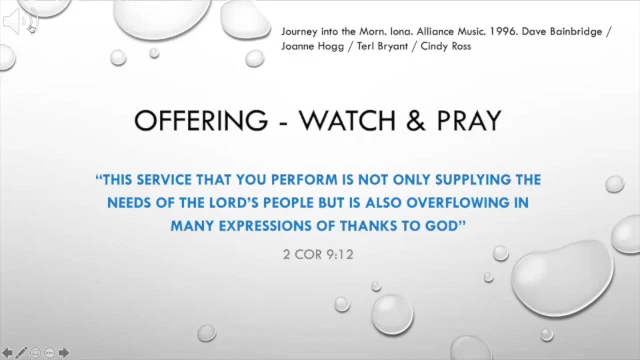 Journey into the Morn. Iona. Alliance Music. 1996. Dave Bainbridge /
Joanne Hogg / Terl Bryant / Cindy Ross
OFFERING - WATCH & PRAY
“THIS SERVICE THAT YOU PERFORM IS NOT ONLY SUPPLYING THE
NEEDS OF THE LORD’S PEOPLE BUT IS ALSO OVERFLOWING IN
MANY EXPRESSIONS OF THANKS TO GOD”
2 COR 9:12